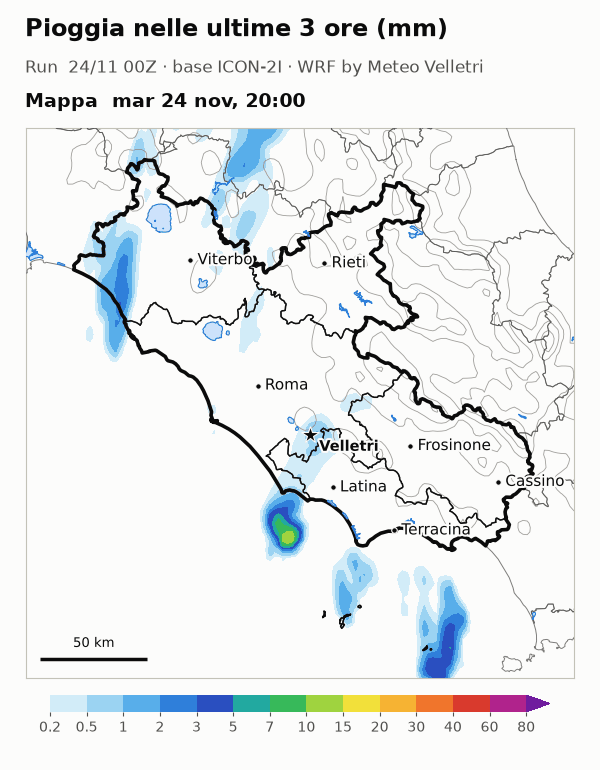 Pioggia nelle ultime 3 ore (mm)
Run  24/11 00Z · base ICON-2I · WRF by Meteo Velletri
Mappa  mar 24 nov, 20:00
Viterbo
Rieti
Roma
Velletri
Frosinone
Cassino
Latina
Terracina
50 km
0.2 0.5 1 2 3 5 7 10 15 20 30 40 60 80